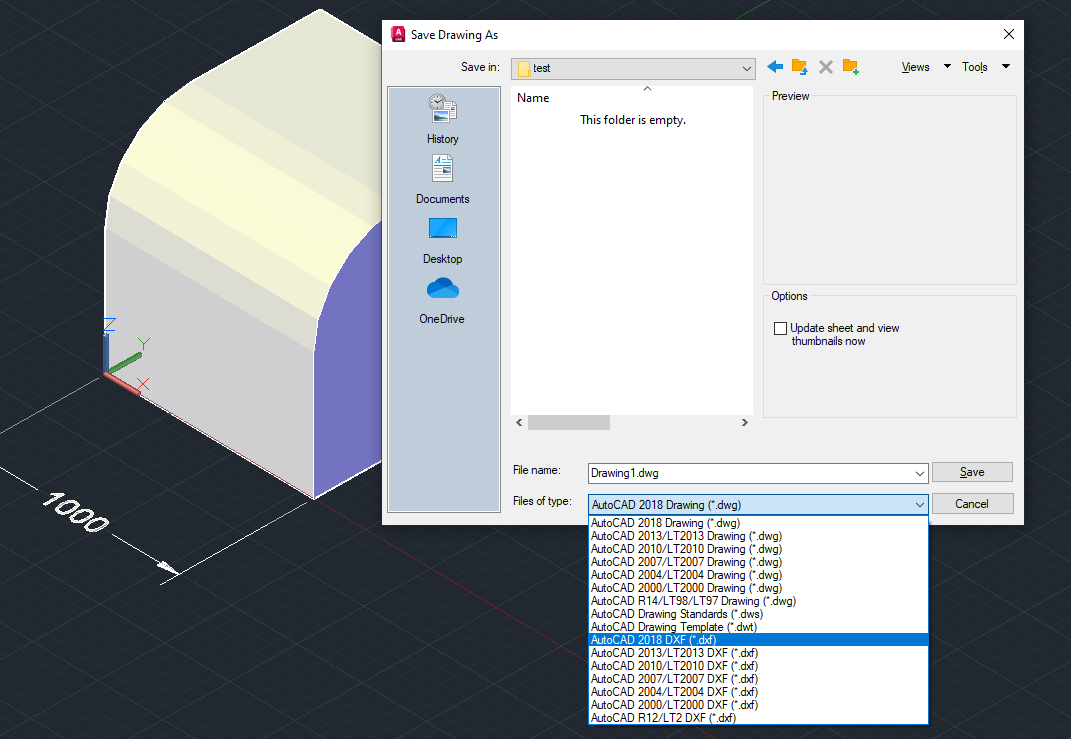 Save Drawing As
Save in:
test
Views
Tools
History
Documents
Desktop
OneDrive
Name
This folder is empty.
Preview
Options
Update sheet and view
thumbnails now
File name:
Drawing1.dwg
Save
Files of type:
AutoCAD 2018 Drawing (*.dwg)
Cancel
AutoCAD 2018 Drawing (*.dwg)
AutoCAD 2013/LT2013 Drawing (*.dwg)
AutoCAD 2010/LT2010 Drawing (*.dwg)
AutoCAD 2007/LT2007 Drawing (*.dwg)
AutoCAD 2004/LT2004 Drawing (*.dwg)
AutoCAD 2000/LT2000 Drawing (*.dwg)
AutoCAD R14/LT98/LT97 Drawing (*.dwg)
AutoCAD Drawing Standards (*.dws)
AutoCAD Drawing Template (*.dwt)
AutoCAD 2018 DXF (*.dxf)
AutoCAD 2013/LT2013 DXF (*.dxf)
AutoCAD 2010/LT2010 DXF (*.dxf)
AutoCAD 2007/LT2007 DXF (*.dxf)
AutoCAD 2004/LT2004 DXF (*.dxf)
AutoCAD 2000/LT2000 DXF (*.dxf)
AutoCAD R12/LT2 DXF (*.dxf)
Z
Y
X
1000